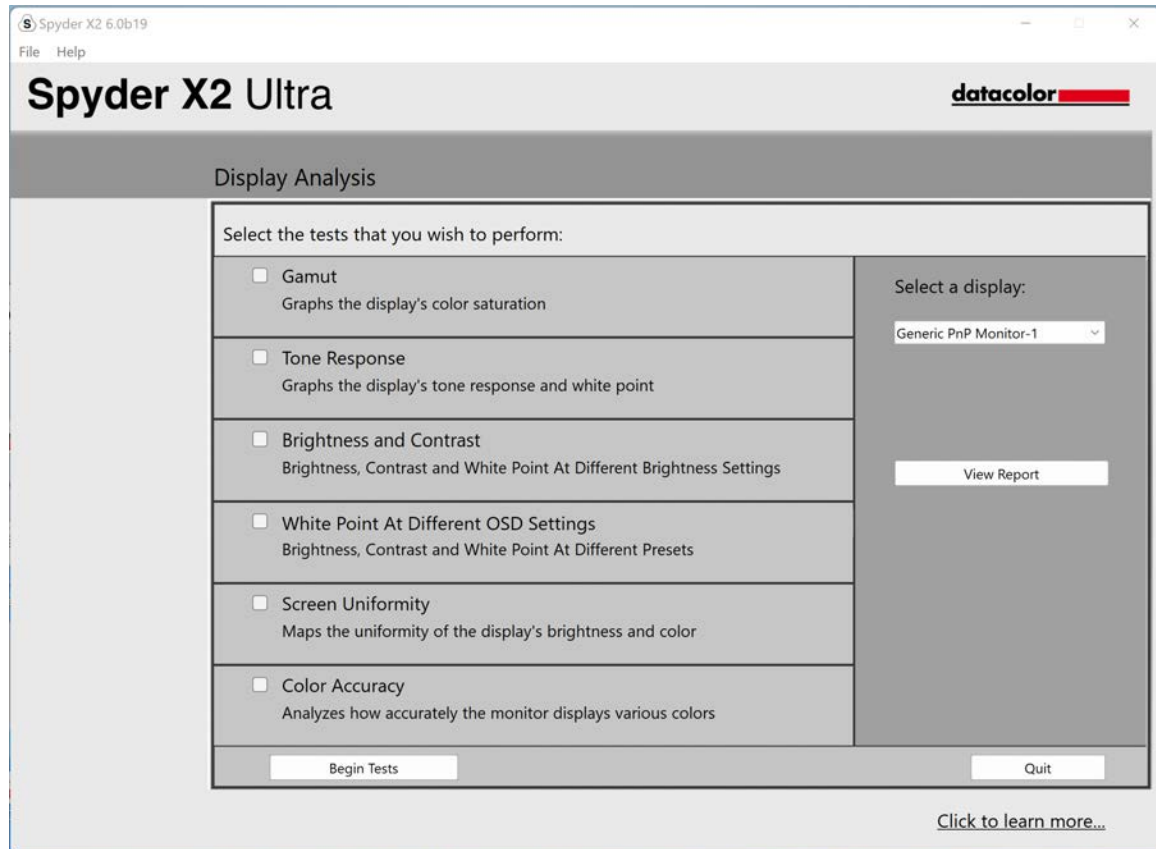 S Spyder X2 6.0b19
File Help
Spyder X2 Ultra
datacolor
Display Analysis
Select the tests that you wish to perform:
Gamut
Graphs the display's color saturation
Tone Response
Graphs the display's tone response and white point
Brightness and Contrast
Brightness, Contrast and White Point At Different Brightness Settings
White Point At Different OSD Settings
Brightness, Contrast and White Point At Different Presets
Screen Uniformity
Maps the uniformity of the display's brightness and color
Color Accuracy
Analyzes how accurately the monitor displays various colors
Select a display:
Generic PnP Monitor-1
View Report
Begin Tests
Quit
Click to learn more...